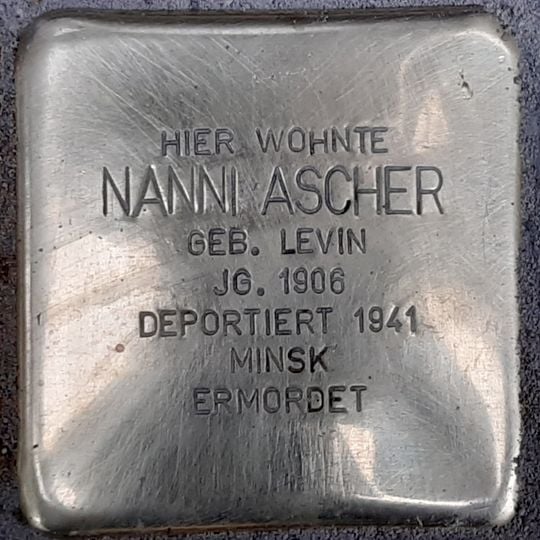 HIER WOHNTE
NANNI ASCHER
GEB. LEVIN
JG. 1906
DEPORTIERT 1941
MINSK
ERMORDET